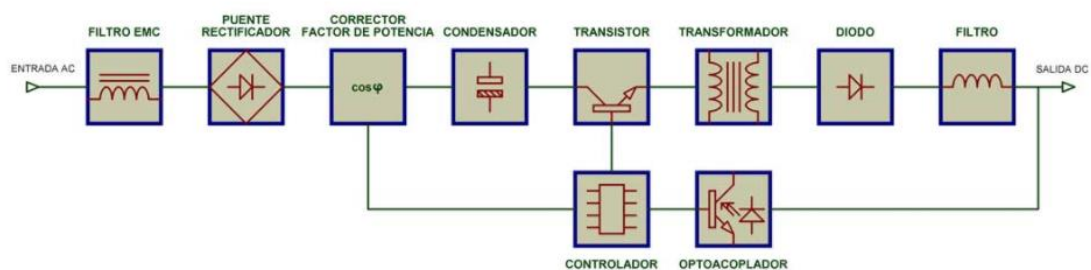 FILTRO EMC
PUENTE
RECTIFICADOR
CORRECTOR
FACTOR DE POTENCIA
CONDENSADOR
TRANSISTOR
TRANSFORMADOR
DIODO
FILTRO
ENTRADA AC
cosφ
SALIDA DC
CONTROLADOR
OPTOACOPLADOR